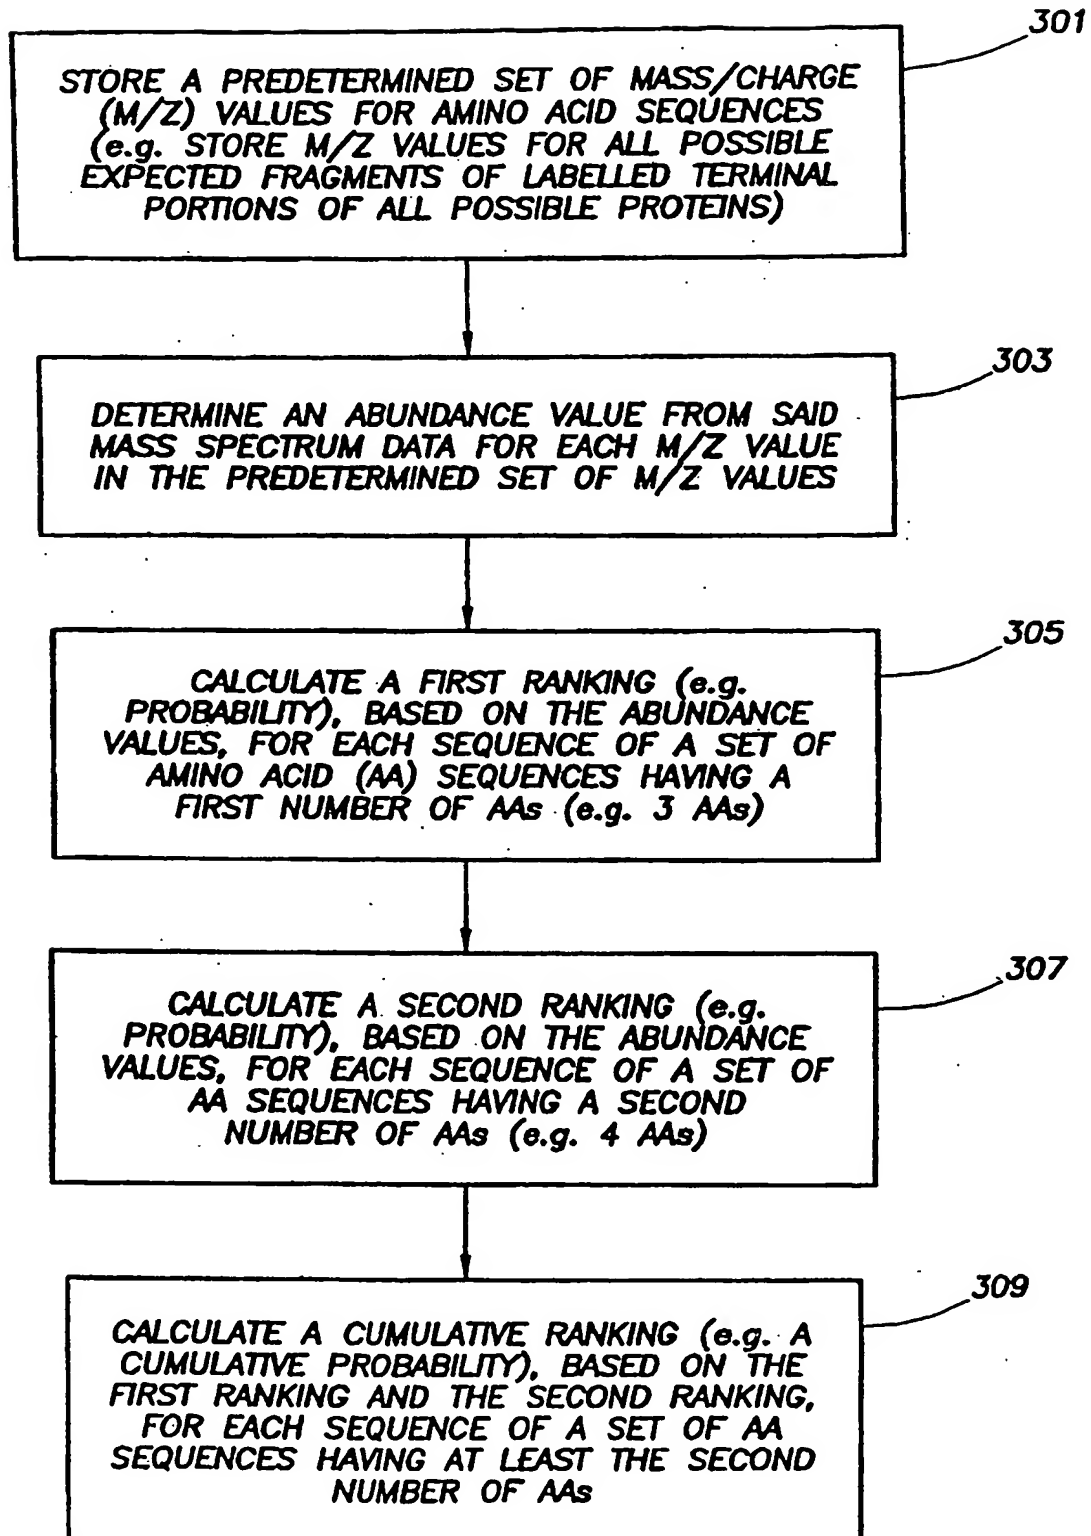 301
STORE A PREDETERMINED SET OF MASS/CHARGE
(M/Z) VALUES FOR AMINO ACID SEQUENCES
(e.g. STORE M/Z VALUES FOR ALL POSSIBLE
EXPECTED FRAGMENTS OF LABELLED TERMINAL
PORTIONS OF ALL POSSIBLE PROTEINS)
303
DETERMINE AN ABUNDANCE VALUE FROM SAID
MASS SPECTRUM DATA FOR EACH M/Z VALUE
IN THE PREDETERMINED SET OF M/Z VALUES
305
CALCULATE A FIRST RANKING (e.g.
PROBABILITY), BASED ON THE ABUNDANCE
VALUES, FOR EACH SEQUENCE OF A SET OF
AMINO ACID (AA) SEQUENCES HAVING A
FIRST NUMBER OF AAs (e.g. 3 AAs)
307
CALCULATE A SECOND RANKING (e.g.
PROBABILITY), BASED ON THE ABUNDANCE
VALUES, FOR EACH SEQUENCE OF A SET OF
AA SEQUENCES HAVING A SECOND
NUMBER OF AAs (e.g. 4 AAs)
309
CALCULATE A CUMULATIVE RANKING (e.g. A
CUMULATIVE PROBABILITY), BASED ON THE
FIRST RANKING AND THE SECOND RANKING,
FOR EACH SEQUENCE OF A SET OF AA
SEQUENCES HAVING AT LEAST THE SECOND
NUMBER OF AAs